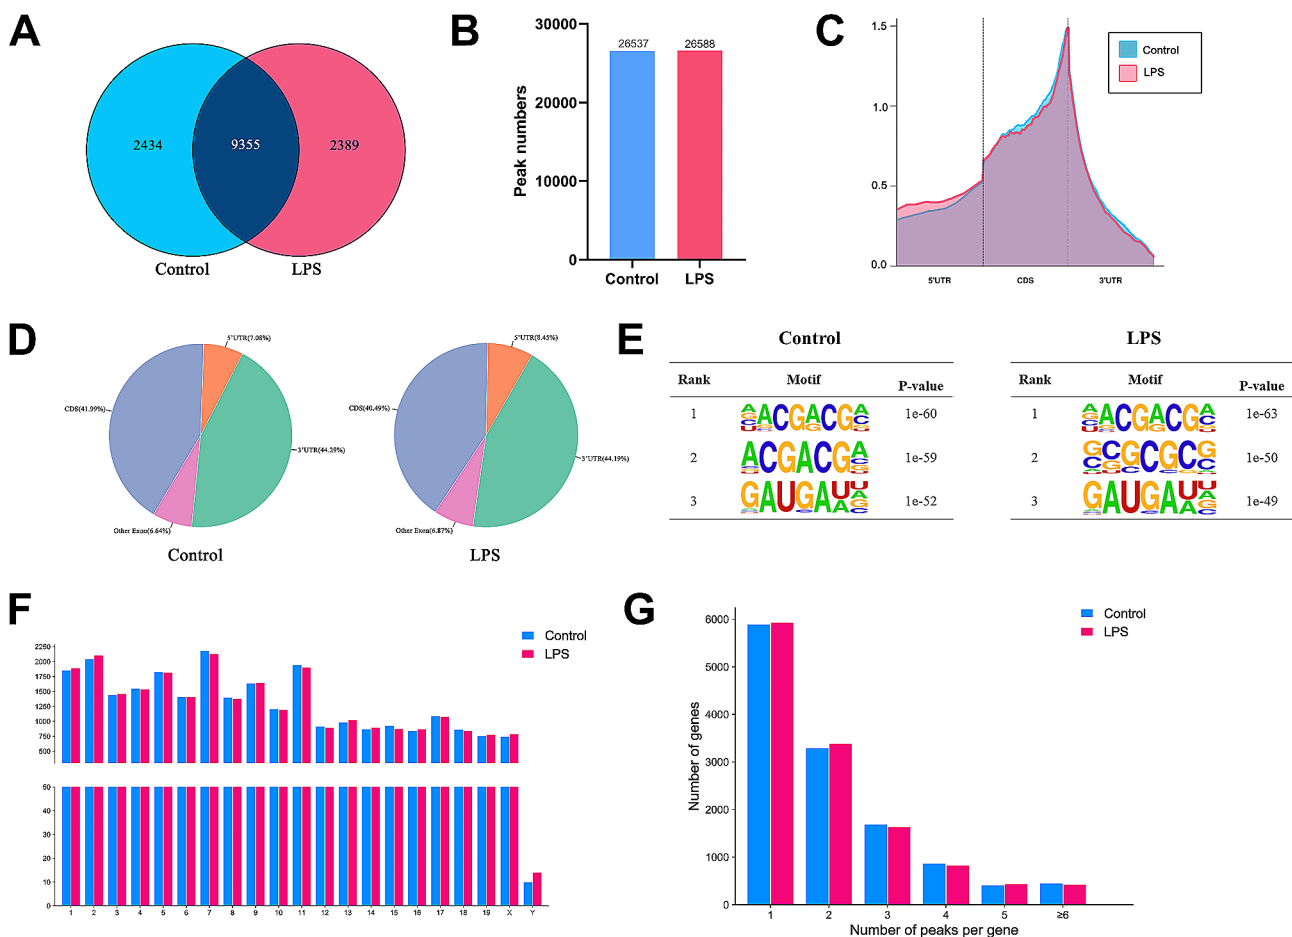 A
2434
9355
2389
Control
LPS
B
Peak numbers
30000
20000
10000
0
26537
26588
Control
LPS
C
1.5
1.0
0.5
0.0
Control
LPS
5'UTR
CDS
3'UTR
D
5'UTR(7.08%)
CDS(41.99%)
3'UTR(44.29%)
Other Exon(6.64%)
Control
5'UTR(8.45%)
CDS(40.49%)
3'UTR(44.19%)
Other Exon(6.87%)
LPS
E
Control
Rank Motif P-value
1 ACGACG 1e-60
2 ACGACG 1e-59
3 GAUGAU 1e-52
LPS
Rank Motif P-value
1 ACGACG 1e-63
2 GCGCGCG 1e-50
3 GAUGAU 1e-49
F
Control
LPS
2250
2000
1750
1500
1250
1000
750
500
50
40
30
20
10
0
1 2 3 4 5 6 7 8 9 10 11 12 13 14 15 16 17 18 19 X Y
G
Control
LPS
Number of genes
6000
5000
4000
3000
2000
1000
0
1 2 3 4 5 ≥6
Number of peaks per gene